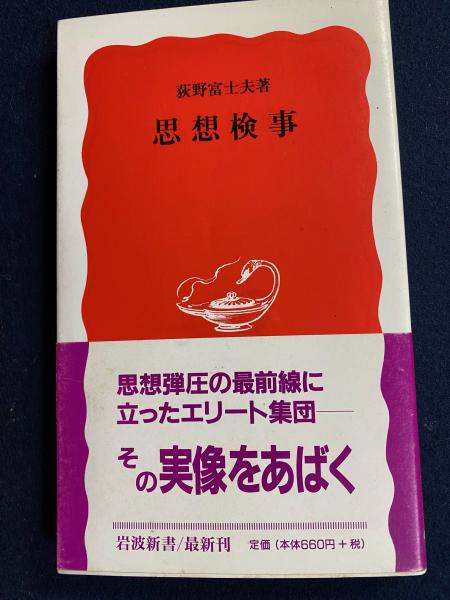 荻野富士夫著
思想検事
思想弾圧の最前線に
立ったエリート集団――
その実像をあばく
岩波新書/最新刊 定価(本体660円+税)